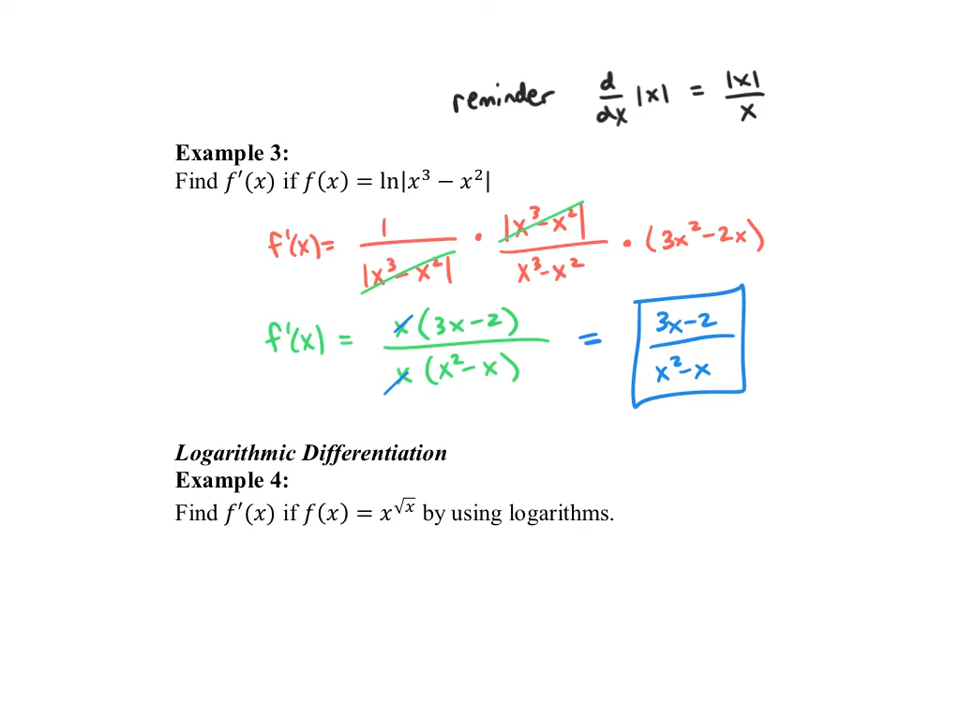 reminder d/dx |x| = |x|/x
Example 3:
Find f′(x) if f(x) = ln|x³ − x²|
f'(x) = 1/|x³ − x²| · |x³ − x²|/(x³ − x²) · (3x² − 2x)
f'(x) = x(3x − 2)/x(x² − x) = (3x − 2)/(x² − x)
Logarithmic Differentiation
Example 4:
Find f′(x) if f(x) = x^√x by using logarithms.